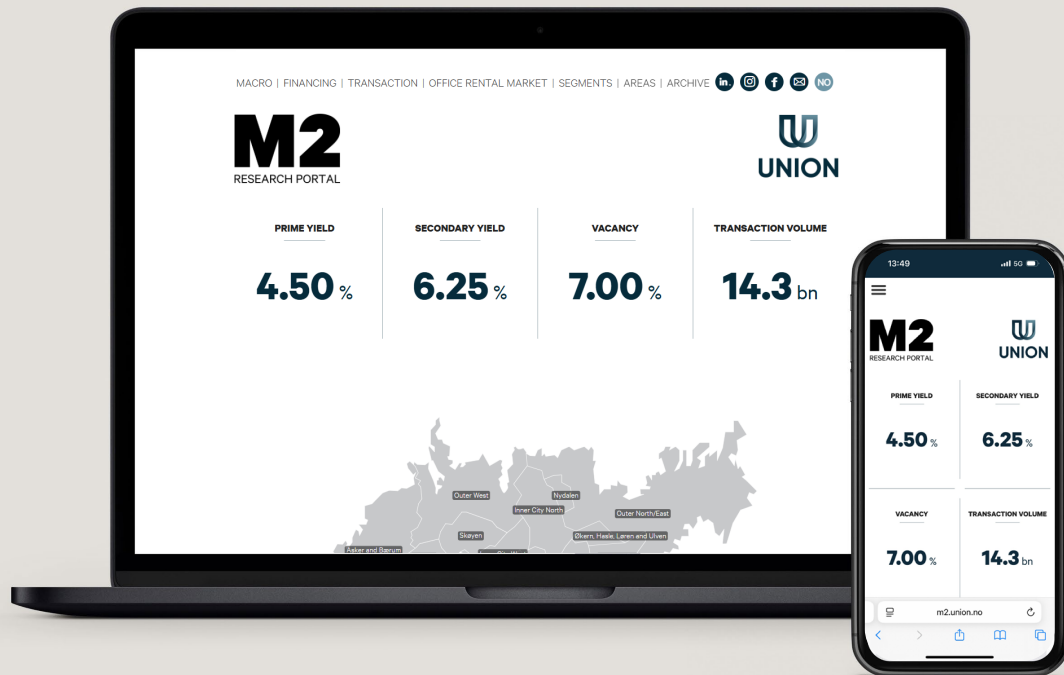 MACRO | FINANCING | TRANSACTION | OFFICE RENTAL MARKET | SEGMENTS | AREAS | ARCHIVE in. f NO
M2
RESEARCH PORTAL
UNION
PRIME YIELD SECONDARY YIELD VACANCY TRANSACTION VOLUME
4.50 % 6.25 % 7.00 % 14.3 bn
Outer West Nydalen
Inner City North Outer North/East
Skøyen Økern, Hasle, Løren and Ulven
Asker and Bærum
13:49 5G
M2
RESEARCH PORTAL
UNION
PRIME YIELD SECONDARY YIELD
4.50 % 6.25 %
VACANCY TRANSACTION VOLUME
7.00 % 14.3 bn
m2.union.no